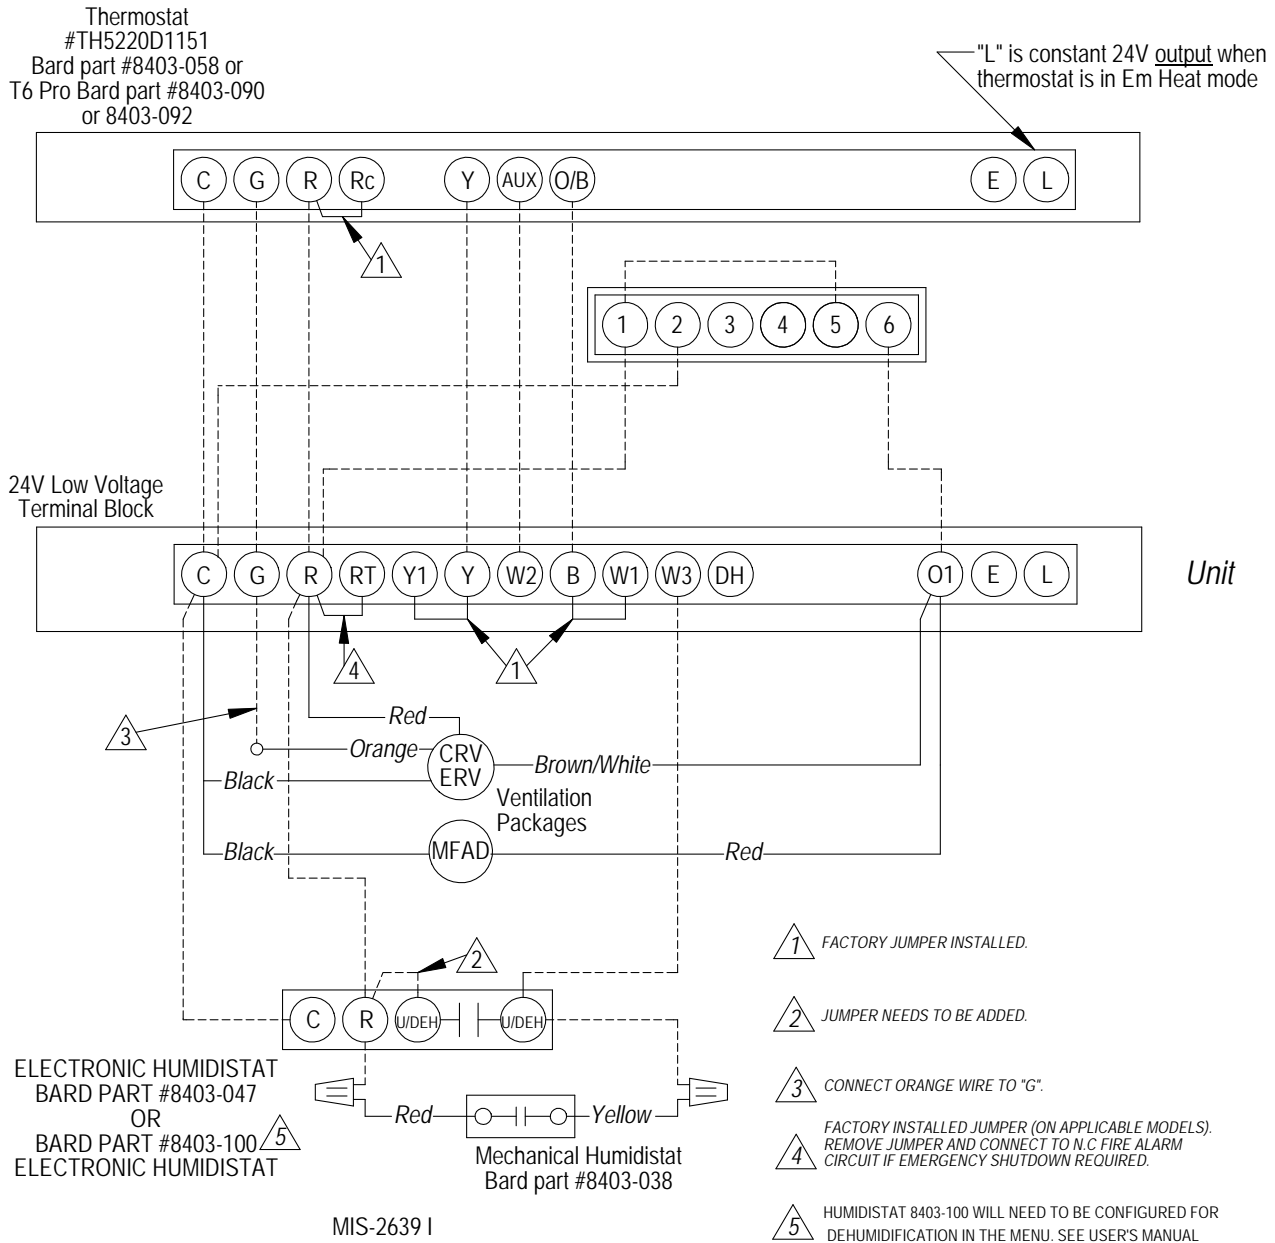 Thermostat
#TH5220D1151
Bard part #8403-058 or
T6 Pro Bard part #8403-090
or 8403-092
"L" is constant 24V output when
thermostat is in Em Heat mode
C G R Rc Y AUX O/B E L
1
1 2 3 4 5 6
24V Low Voltage
Terminal Block
C G R RT Y1 Y W2 B W1 W3 DH O1 E L
Unit
4 1
3
Red
Orange
CRV
ERV
Brown/White
Black
Ventilation
Packages
Black
MFAD
Red
2
C R U/DEH U/DEH
ELECTRONIC HUMIDISTAT
BARD PART #8403-047
OR
BARD PART #8403-100
ELECTRONIC HUMIDISTAT
5
Red
Yellow
Mechanical Humidistat
Bard part #8403-038
MIS-2639 I
1 FACTORY JUMPER INSTALLED.
2 JUMPER NEEDS TO BE ADDED.
3 CONNECT ORANGE WIRE TO "G".
4 FACTORY INSTALLED JUMPER (ON APPLICABLE MODELS).
REMOVE JUMPER AND CONNECT TO N.C FIRE ALARM
CIRCUIT IF EMERGENCY SHUTDOWN REQUIRED.
5 HUMIDISTAT 8403-100 WILL NEED TO BE CONFIGURED FOR
DEHUMIDIFICATION IN THE MENU. SEE USER'S MANUAL